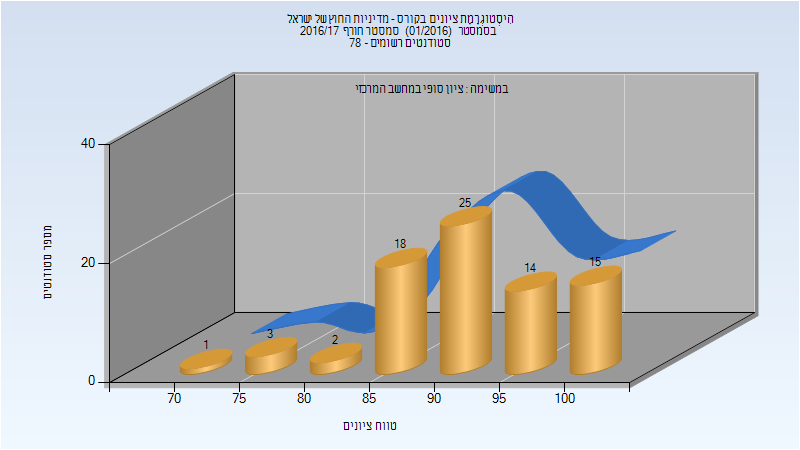 היסטוגרמת ציונים בקורס - מדיניות החוץ של ישראל
בסמסטר (01/2016) סמסטר חורף 2016/17
סטודנטים רשומים - 78
במשימה : ציון סופי במחשב המרכזי
40
20
0
מספר סטודנטים
1
3
2
18
25
14
15
70
75
80
85
90
95
100
טווח ציונים